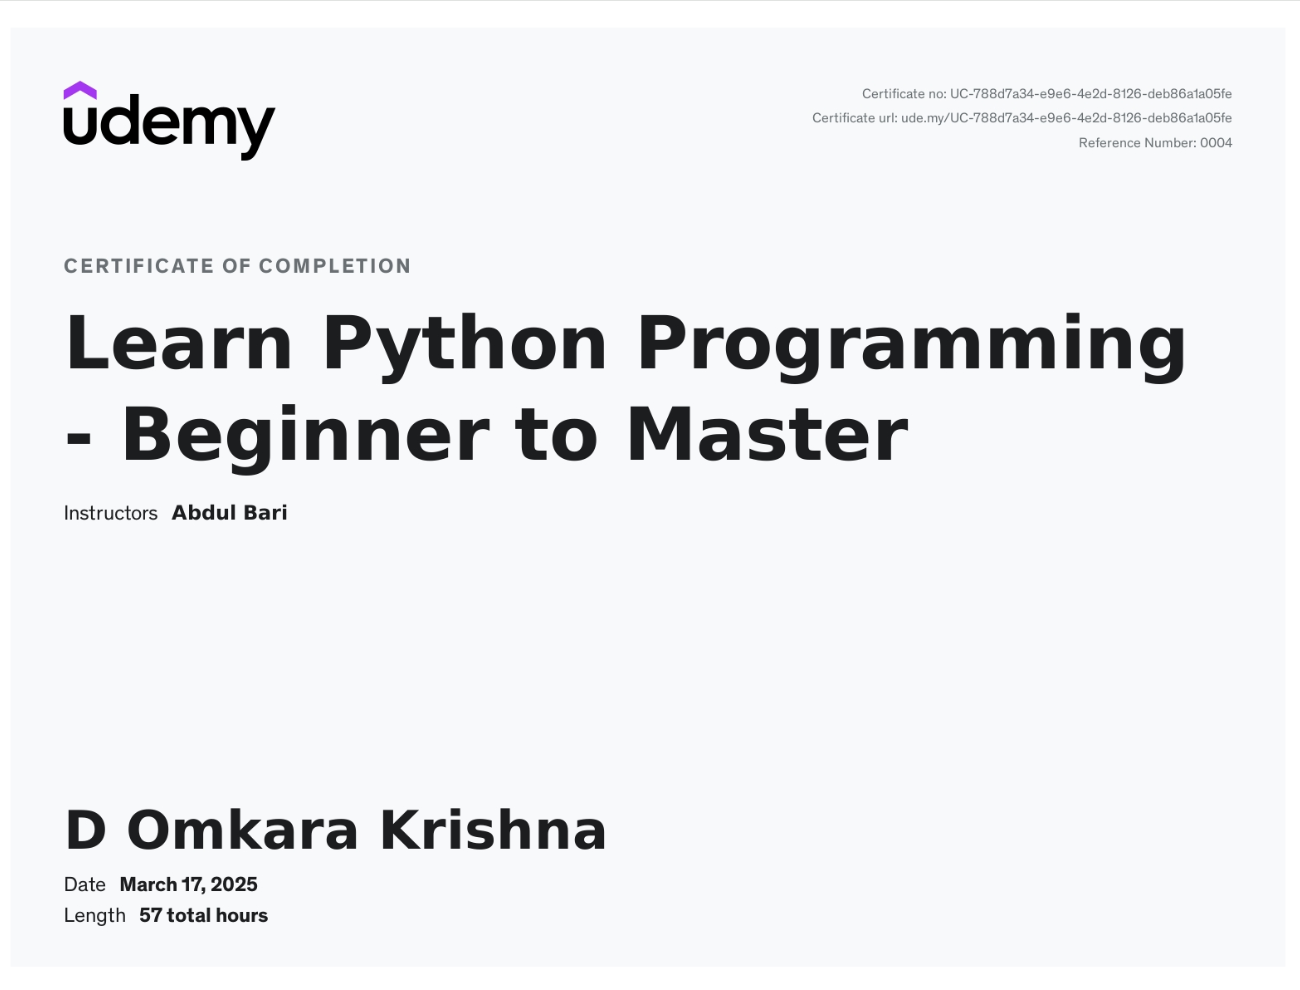 udemy
Certificate no: UC-788d7a34-e9e6-4e2d-8126-deb86a1a05fe
Certificate url: ude.my/UC-788d7a34-e9e6-4e2d-8126-deb86a1a05fe
Reference Number: 0004
CERTIFICATE OF COMPLETION
Learn Python Programming
- Beginner to Master
Instructors Abdul Bari
D Omkara Krishna
Date March 17, 2025
Length 57 total hours